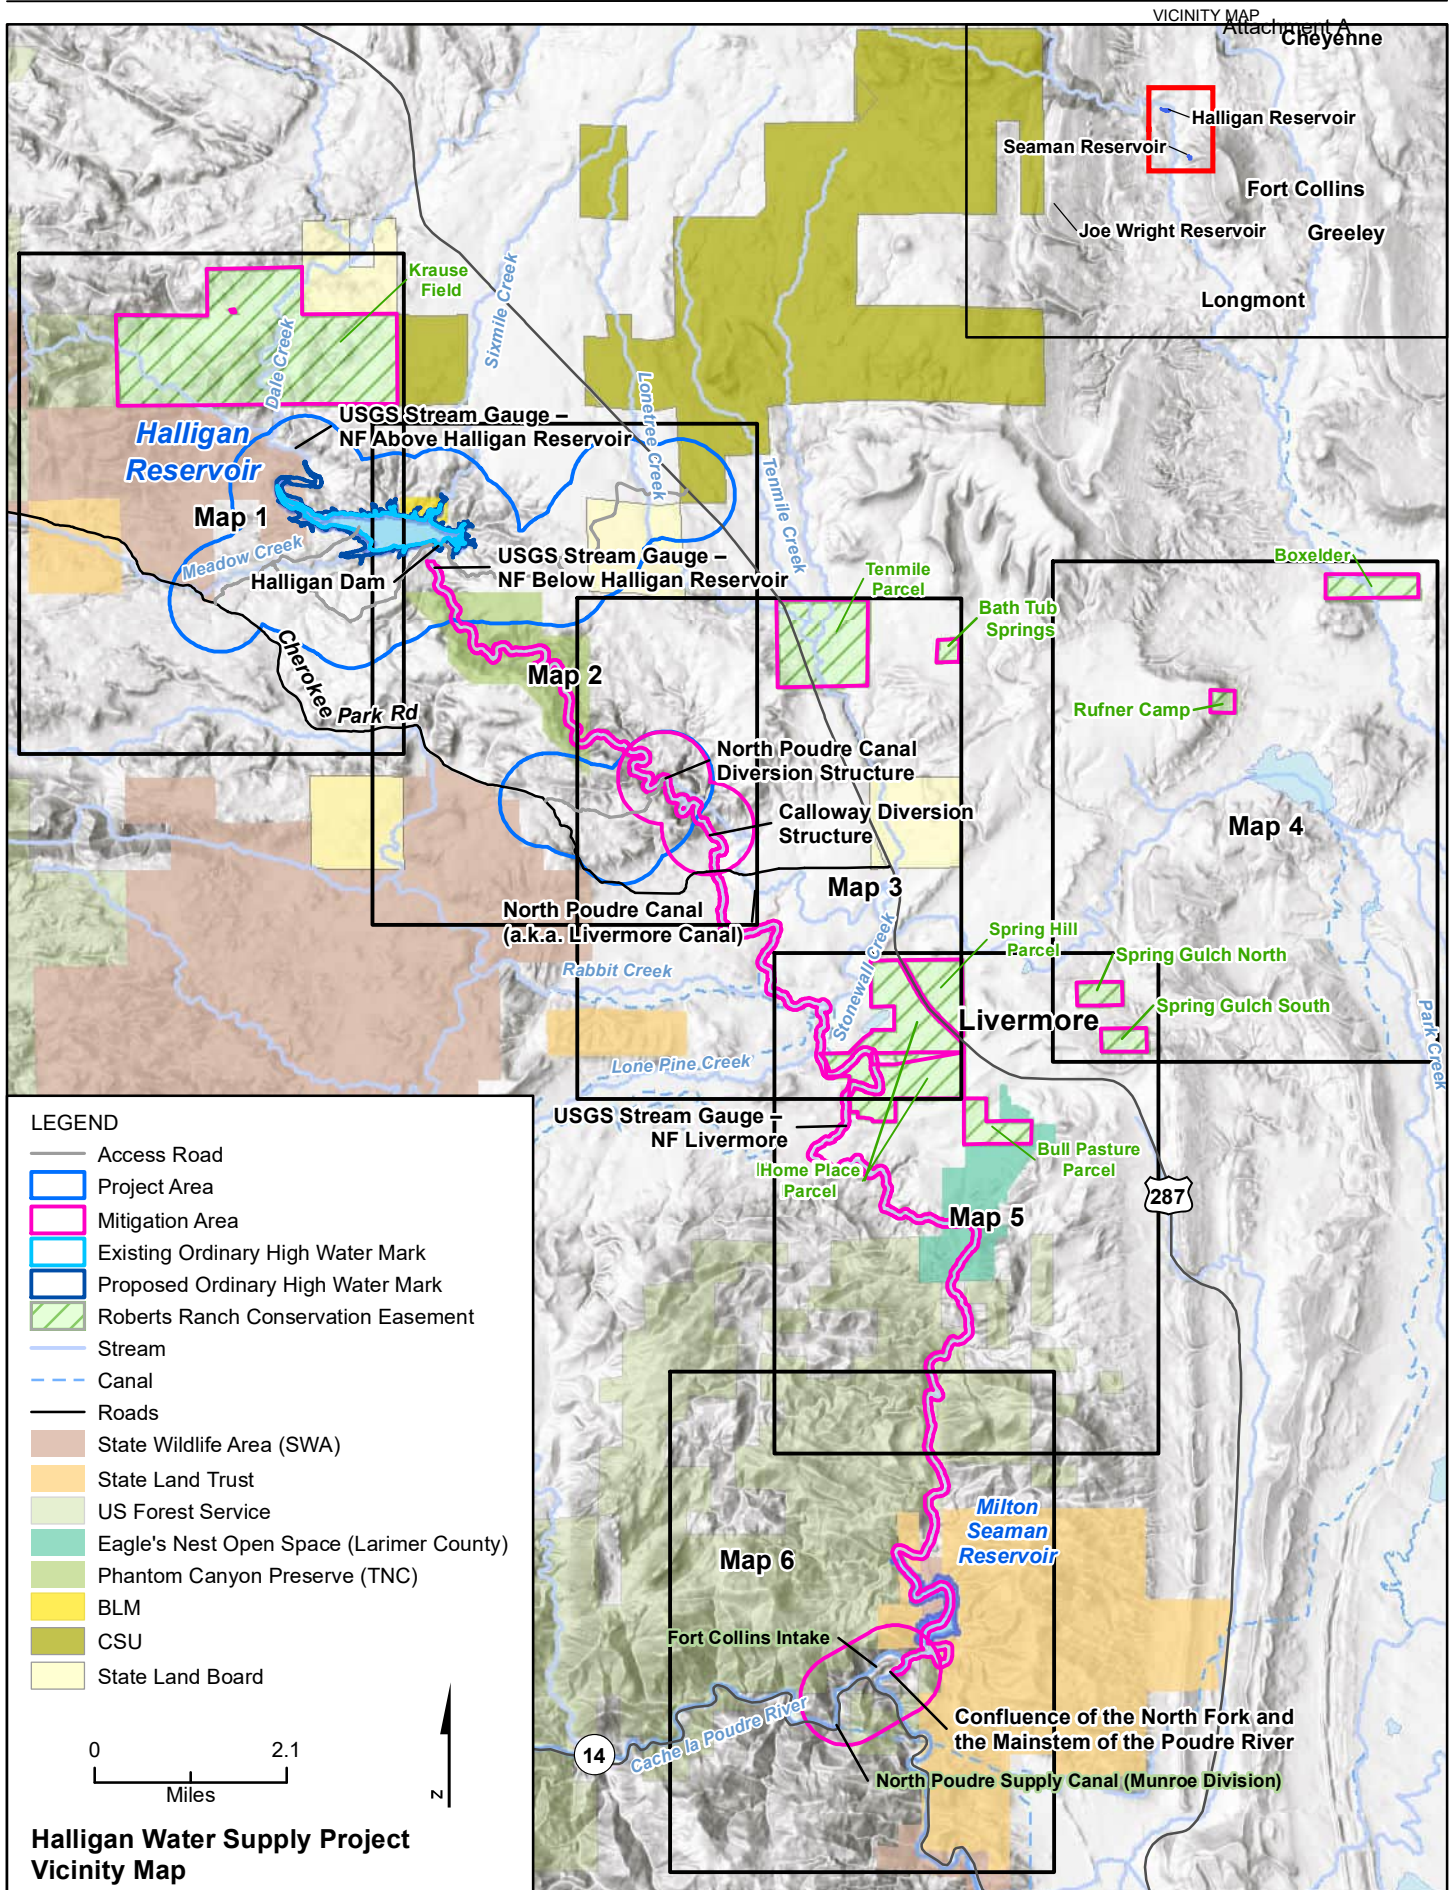 VICINITY MAP
Attachment A
Cheyenne
Halligan Reservoir
Seaman Reservoir
Fort Collins
Joe Wright Reservoir
Greeley
Longmont
Krause
Field
Sixmile Creek
Dale Creek
Lonetree Creek
USGS Stream Gauge –
NF Above Halligan Reservoir
Halligan
Reservoir
Tenmile Creek
Map 1
Meadow Creek
Halligan Dam
USGS Stream Gauge –
NF Below Halligan Reservoir
Tenmile
Parcel
Bath Tub
Springs
Boxelder
Cherokee
Park Rd
Map 2
Rufner Camp
North Poudre Canal
Diversion Structure
Calloway Diversion
Structure
Map 4
Map 3
North Poudre Canal
(a.k.a. Livermore Canal)
Stonewall Creek
Spring Hill
Parcel
Spring Gulch North
Rabbit Creek
Spring Gulch South
Livermore
Park Creek
Lone Pine Creek
USGS Stream Gauge –
NF Livermore
Home Place
Parcel
Bull Pasture
Parcel
287
Map 5
LEGEND
Access Road
Project Area
Mitigation Area
Existing Ordinary High Water Mark
Proposed Ordinary High Water Mark
Roberts Ranch Conservation Easement
Stream
Canal
Roads
State Wildlife Area (SWA)
State Land Trust
US Forest Service
Eagle's Nest Open Space (Larimer County)
Phantom Canyon Preserve (TNC)
BLM
CSU
State Land Board
Milton
Seaman
Reservoir
Map 6
Fort Collins Intake
Confluence of the North Fork and
the Mainstem of the Poudre River
Cache la Poudre River
14
North Poudre Supply Canal (Munroe Division)
0 2.1
Miles
N
Halligan Water Supply Project
Vicinity Map